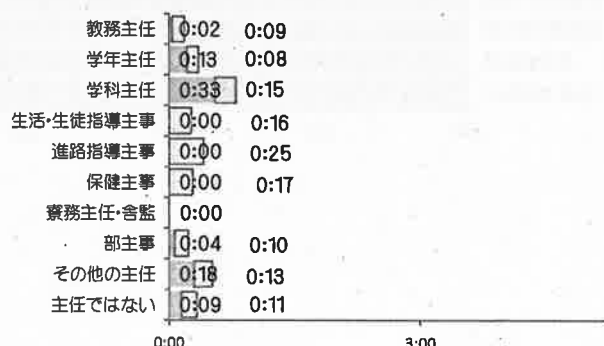 教務主任 0:02 0:09
学年主任 0:13 0:08
学科主任 0:33 0:15
生活・生徒指導主事 0:00 0:16
進路指導主事 0:00 0:25
保健主事 0:00 0:17
寮務主任・舎監 0:00
部主事 0:04 0:10
その他の主任 0:18 0:13
主任ではない 0:09 0:11
0:00 3:00